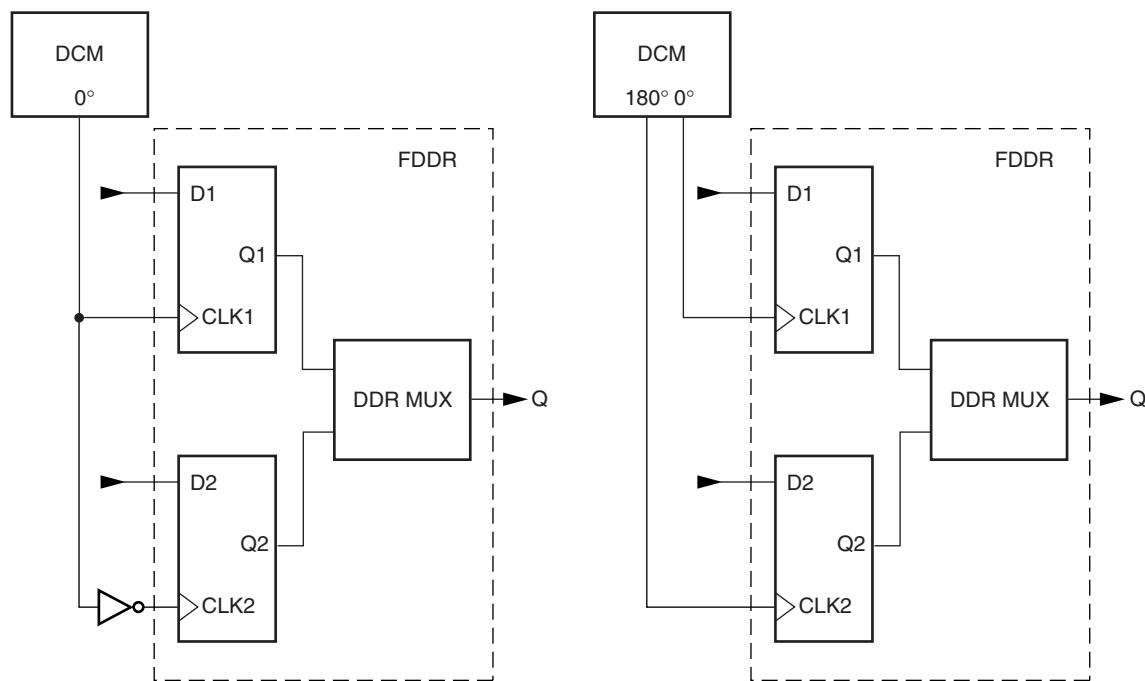 DCM
0°
FDDR
D1
Q1
CLK1
DDR MUX
Q
D2
Q2
CLK2
DCM
180° 0°
FDDR
D1
Q1
CLK1
DDR MUX
Q
D2
Q2
CLK2